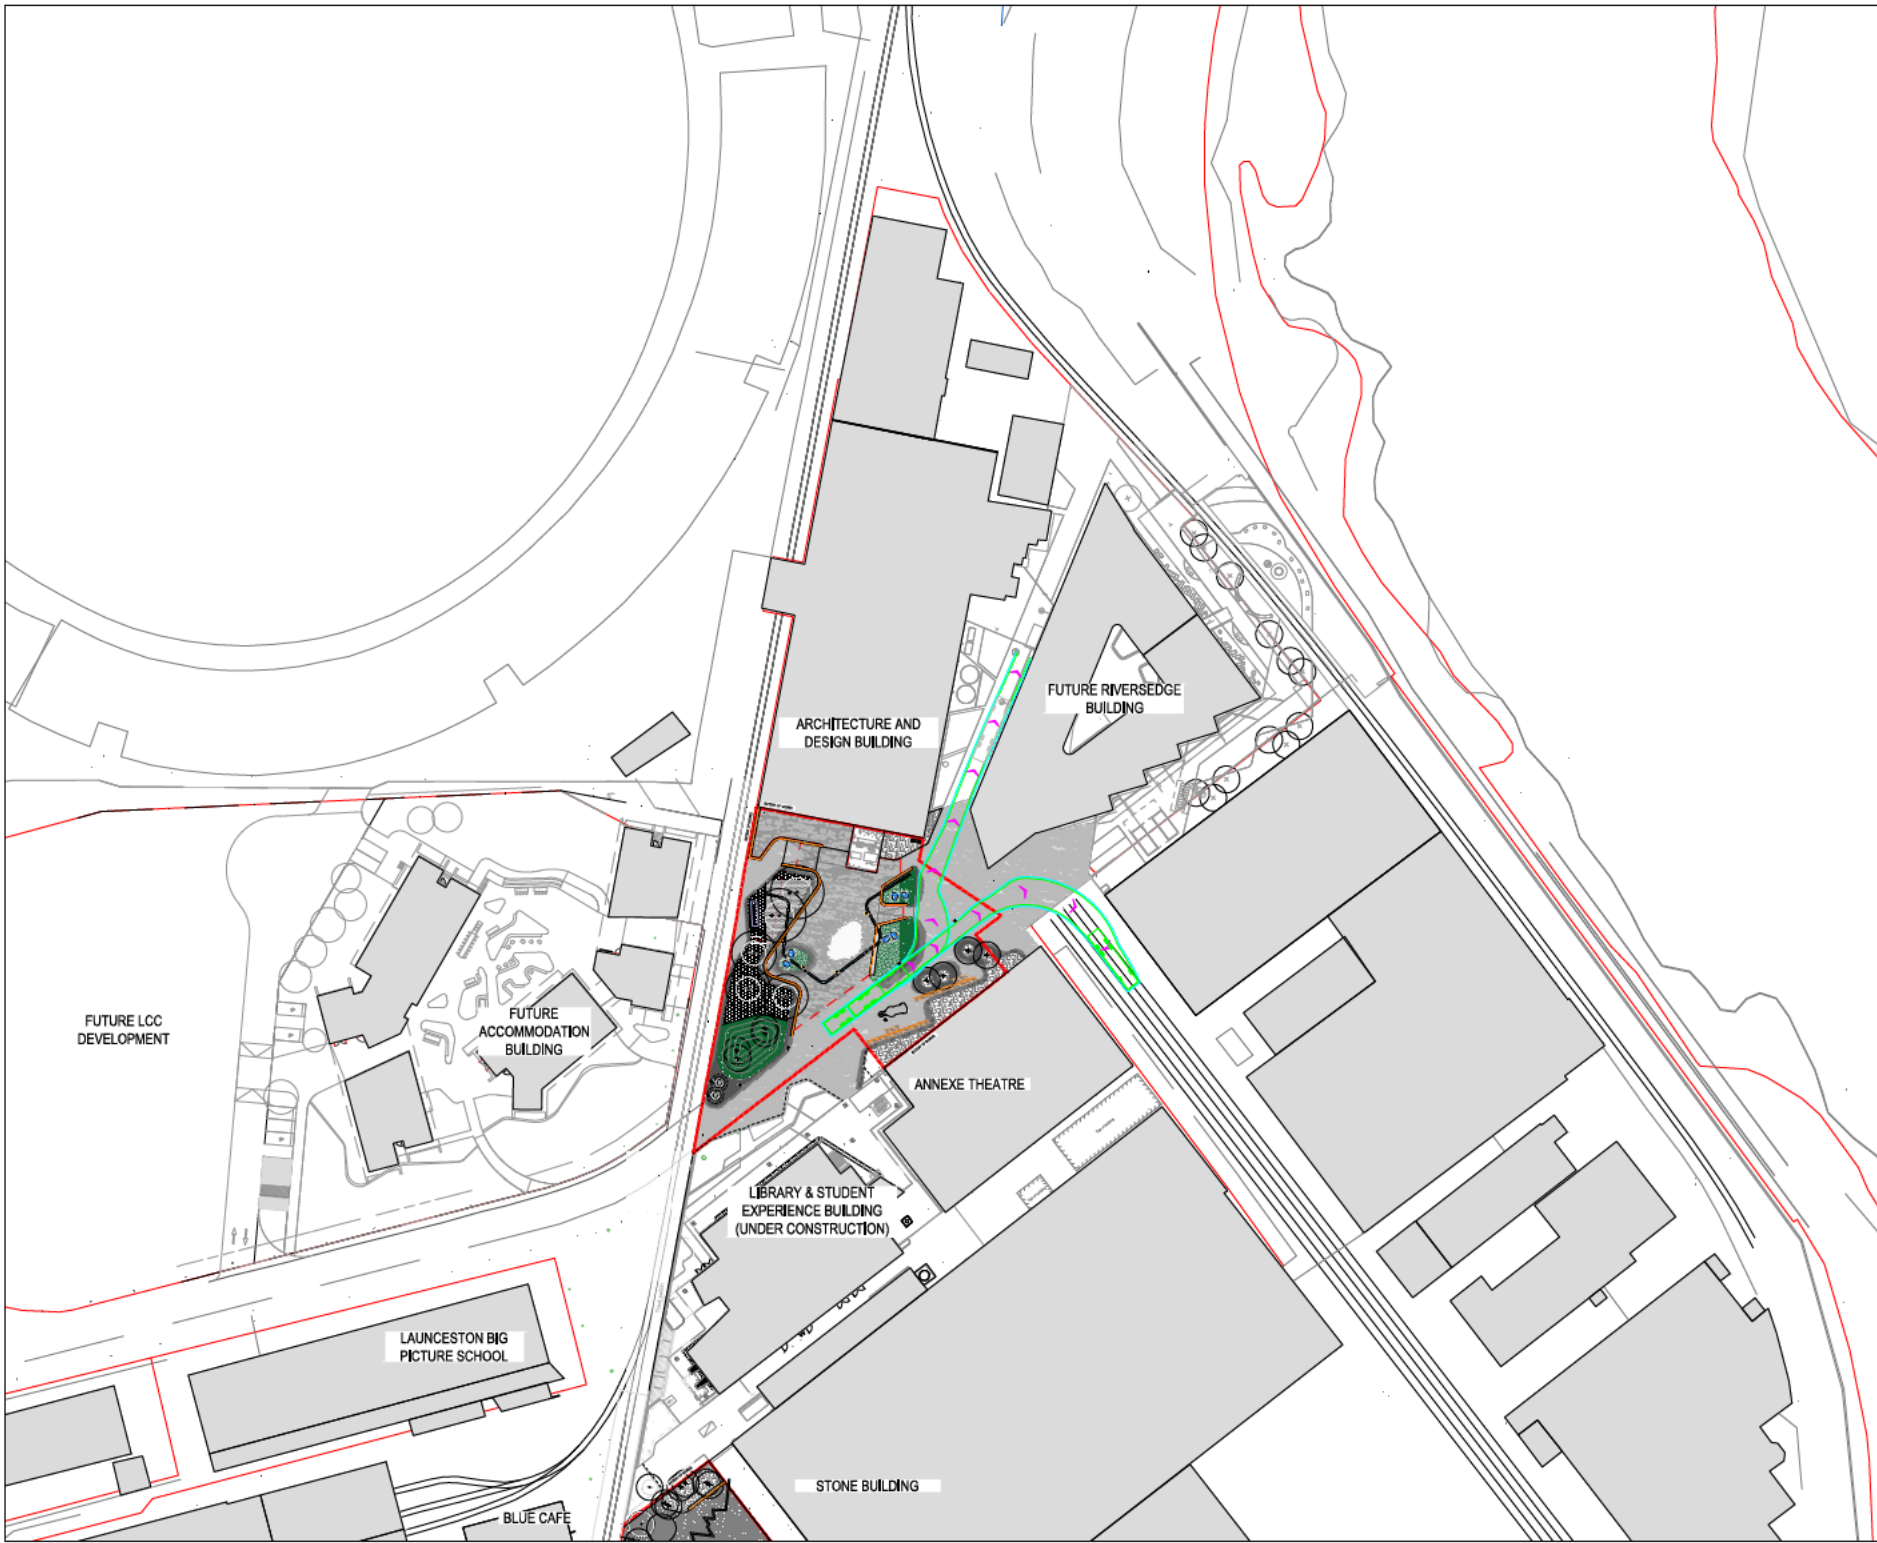 FUTURE RIVERSEDGE
BUILDING
ARCHITECTURE AND
DESIGN BUILDING
FUTURE LCC
DEVELOPMENT
FUTURE
ACCOMMODATION
BUILDING
ANNEXE THEATRE
LIBRARY & STUDENT
EXPERIENCE BUILDING
(UNDER CONSTRUCTION)
LAUNCESTON BIG
PICTURE SCHOOL
STONE BUILDING
BLUE CAFE